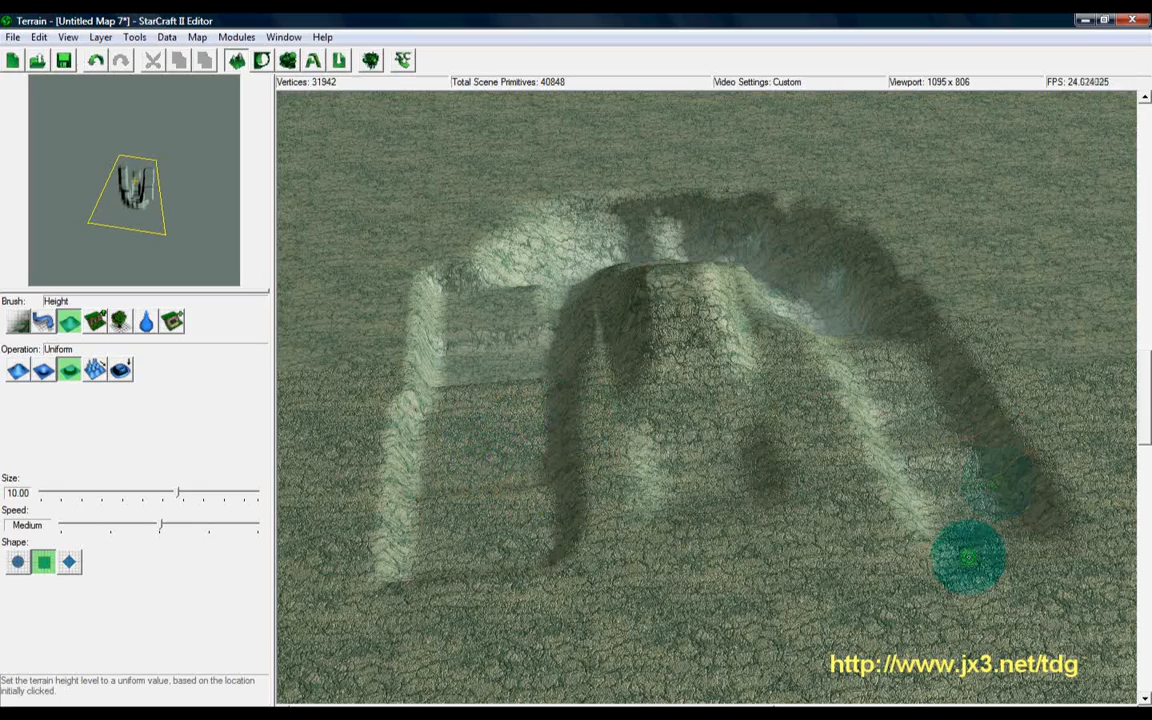 Terrain - [Untitled Map 7*] - StarCraft II Editor
File Edit View Layer Tools Data Map Modules Window Help
Vertices: 31942 Total Scene Primitives: 40848 Video Settings: Custom Viewport: 1095 x 806 FPS: 24.024025
Brush: Height
Operation: Uniform
Size:
10.00
Speed:
Medium
Shape:
Set the terrain height level to a uniform value, based on the location
initially clicked.
http://www.jx3.net/tdg